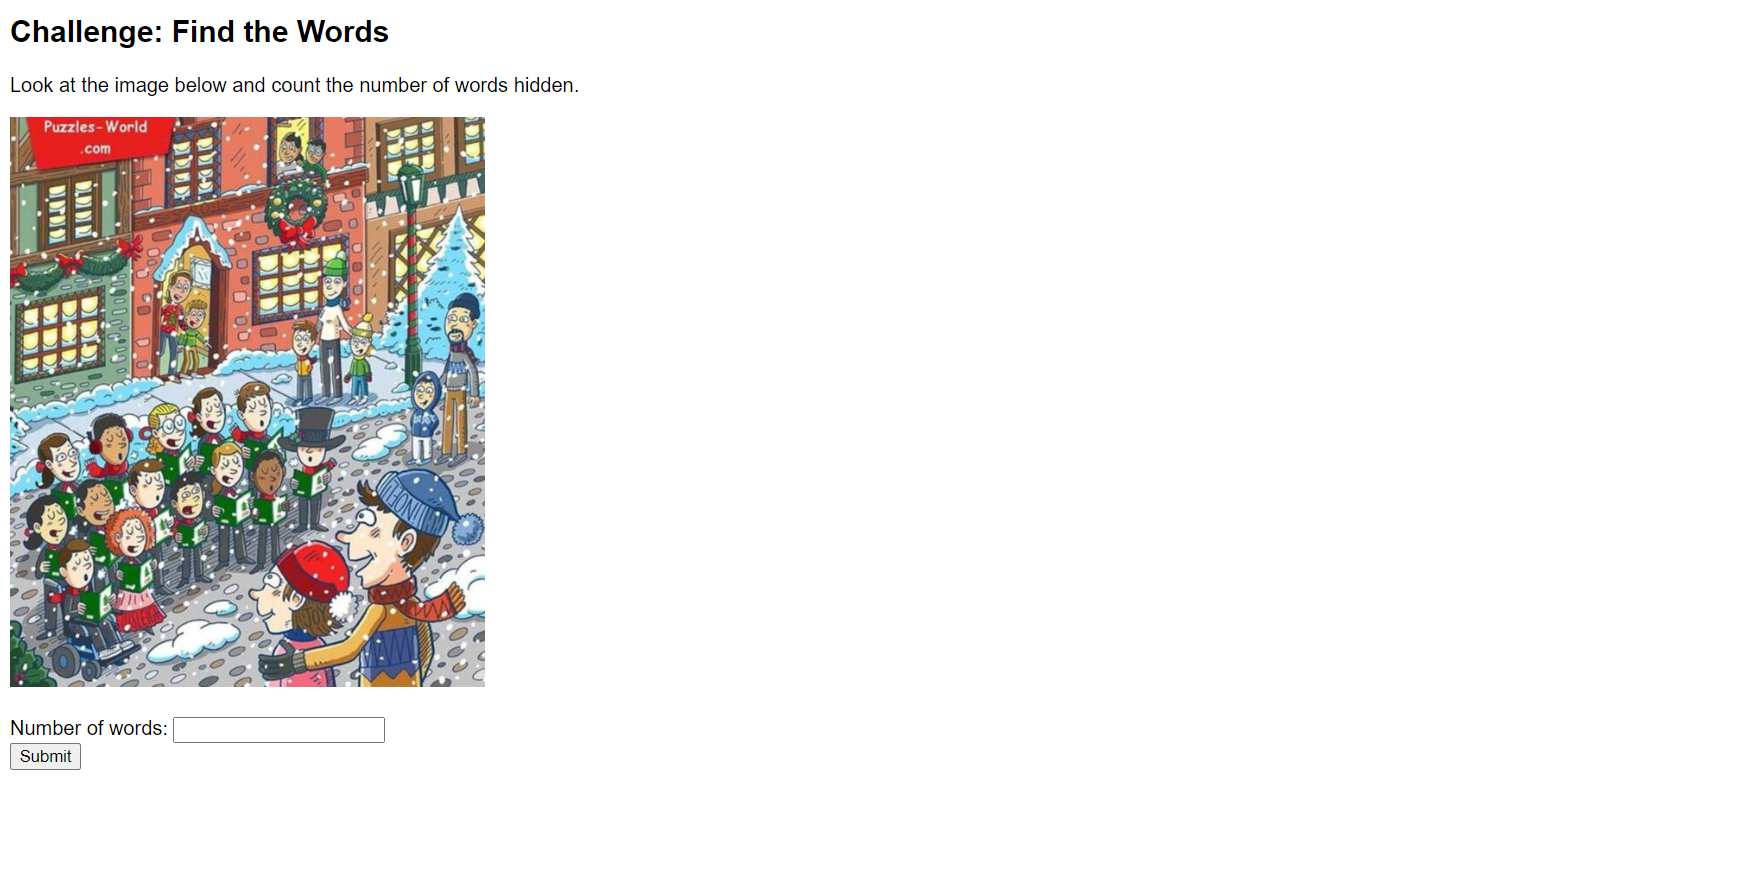 Challenge: Find the Words
Look at the image below and count the number of words hidden.
Puzzles-World
.com
JOY
Number of words:
Submit